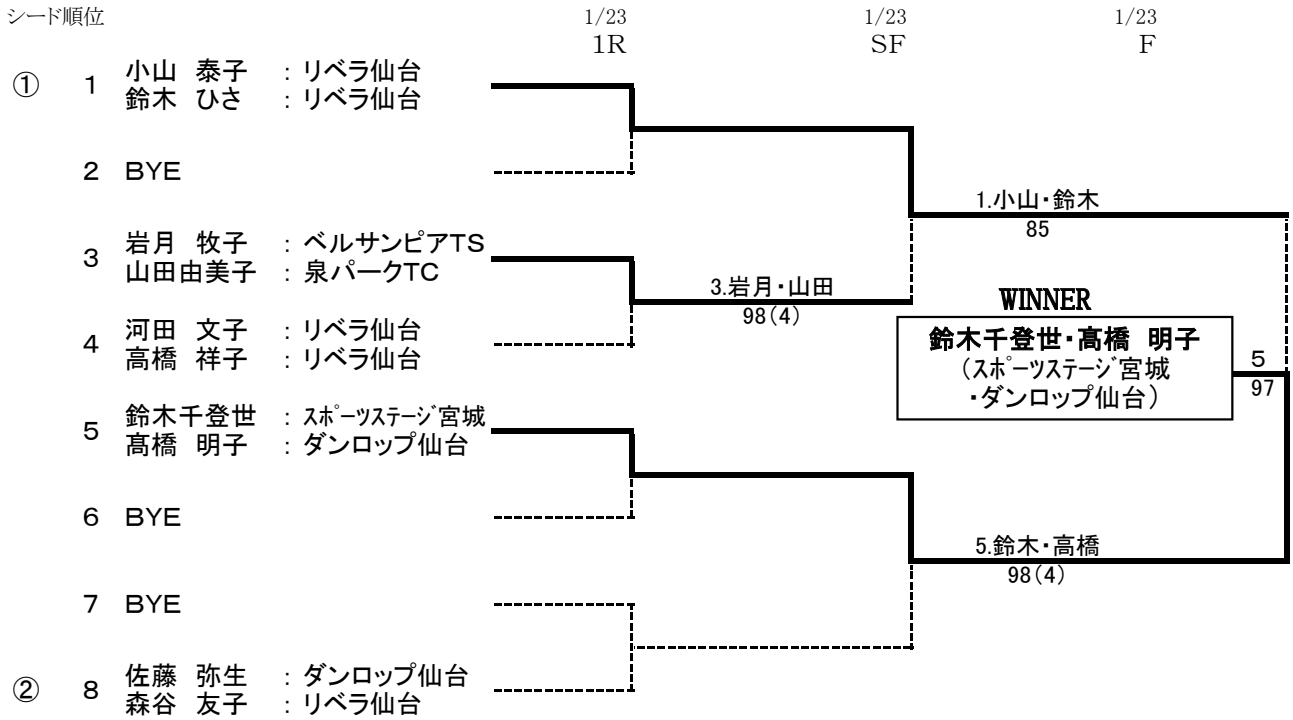 シード順位 1/23 1/23 1/23
1R SF F
① 1 小山 泰子 : リベラ仙台
鈴木 ひさ : リベラ仙台
2 BYE
1.小山・鈴木
85
3 岩月 牧子 : ベルサンピアTS
山田由美子 : 泉パークTC
3.岩月・山田
98(4)
WINNER
鈴木千登世・髙橋 明子
(スポーツステージ宮城
・ダンロップ仙台)
5
97
4 河田 文子 : リベラ仙台
高橋 祥子 : リベラ仙台
5 鈴木千登世 : スポーツステージ宮城
髙橋 明子 : ダンロップ仙台
6 BYE
5.鈴木・高橋
98(4)
7 BYE
② 8 佐藤 弥生 : ダンロップ仙台
森谷 友子 : リベラ仙台